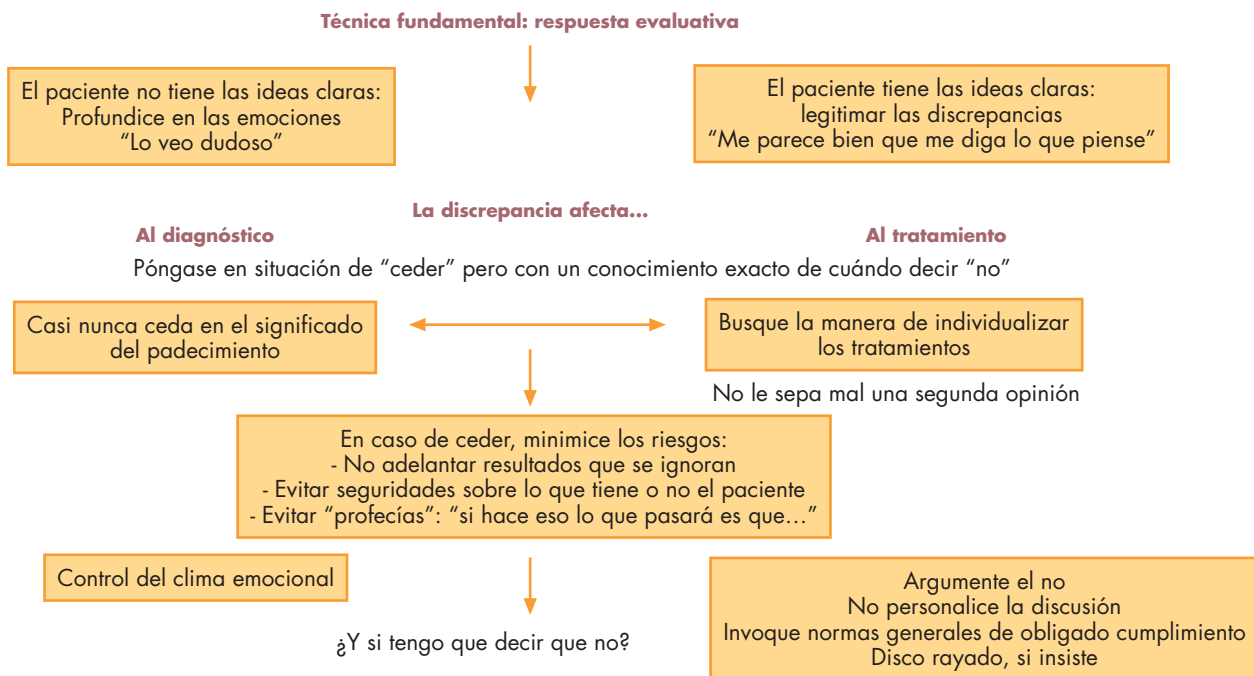 Técnica fundamental: respuesta evaluativa
El paciente no tiene las ideas claras:
Profundice en las emociones
“Lo veo dudoso”
El paciente tiene las ideas claras:
legitimar las discrepancias
“Me parece bien que me diga lo que piense”
La discrepancia afecta...
Al diagnóstico
Al tratamiento
Póngase en situación de “ceder” pero con un conocimiento exacto de cuándo decir “no”
Casi nunca ceda en el significado
del padecimiento
Busque la manera de individualizar
los tratamientos
No le sepa mal una segunda opinión
En caso de ceder, minimice los riesgos:
- No adelantar resultados que se ignoran
- Evitar seguridades sobre lo que tiene o no el paciente
- Evitar “profecías”: “si hace eso lo que pasará es que…”
Control del clima emocional
¿Y si tengo que decir que no?
Argumente el no
No personalice la discusión
Invoque normas generales de obligado cumplimiento
Disco rayado, si insiste